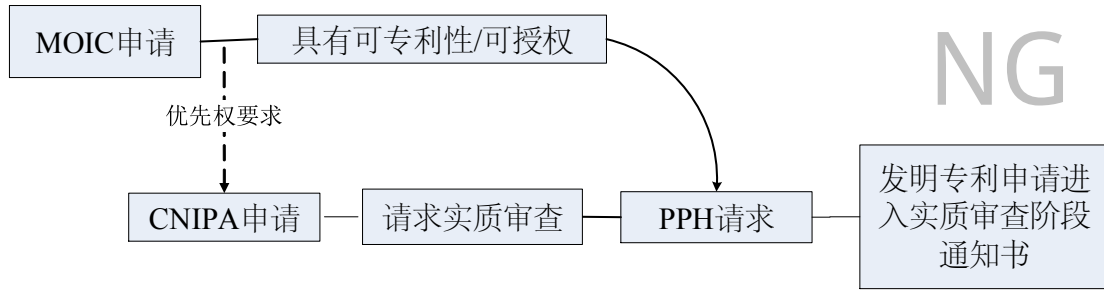 MOIC申请
具有可专利性/可授权
NG
优先权要求
CNIPA申请
请求实质审查
PPH请求
发明专利申请进
入实质审查阶段
通知书